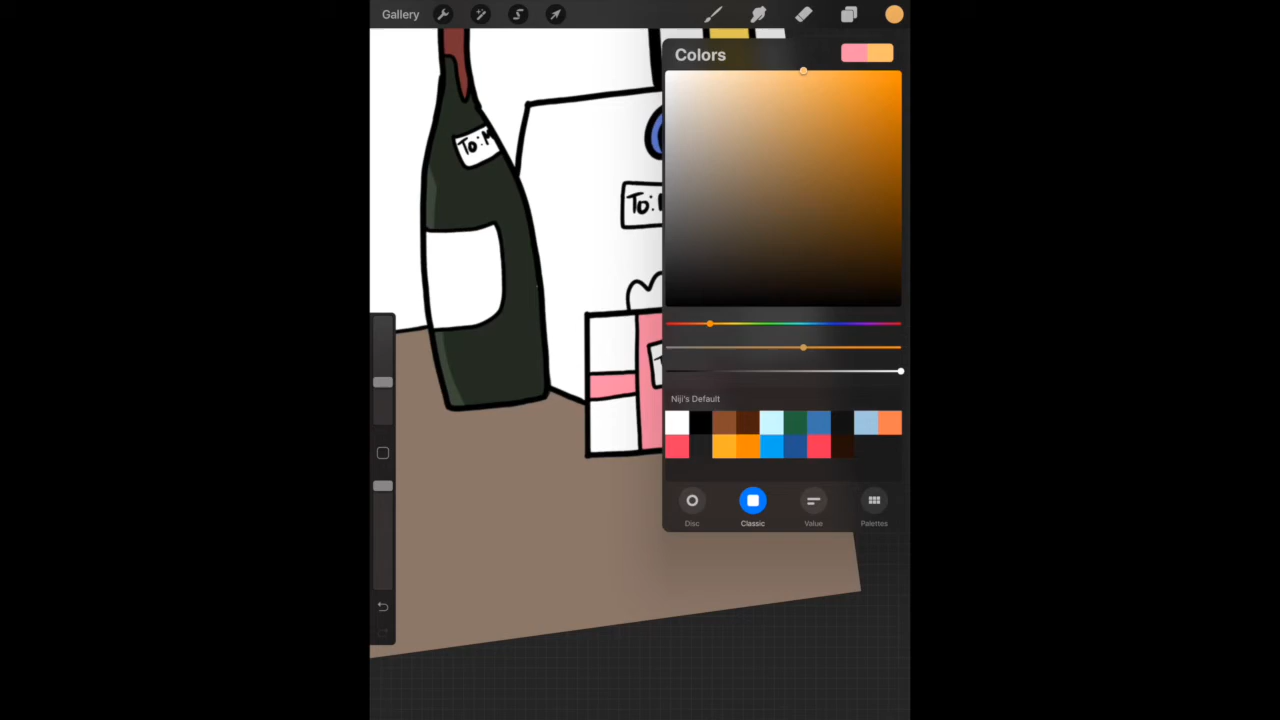 Gallery
Colors
To: M
To:
Niji's Default
Disc
Classic
Value
Palettes